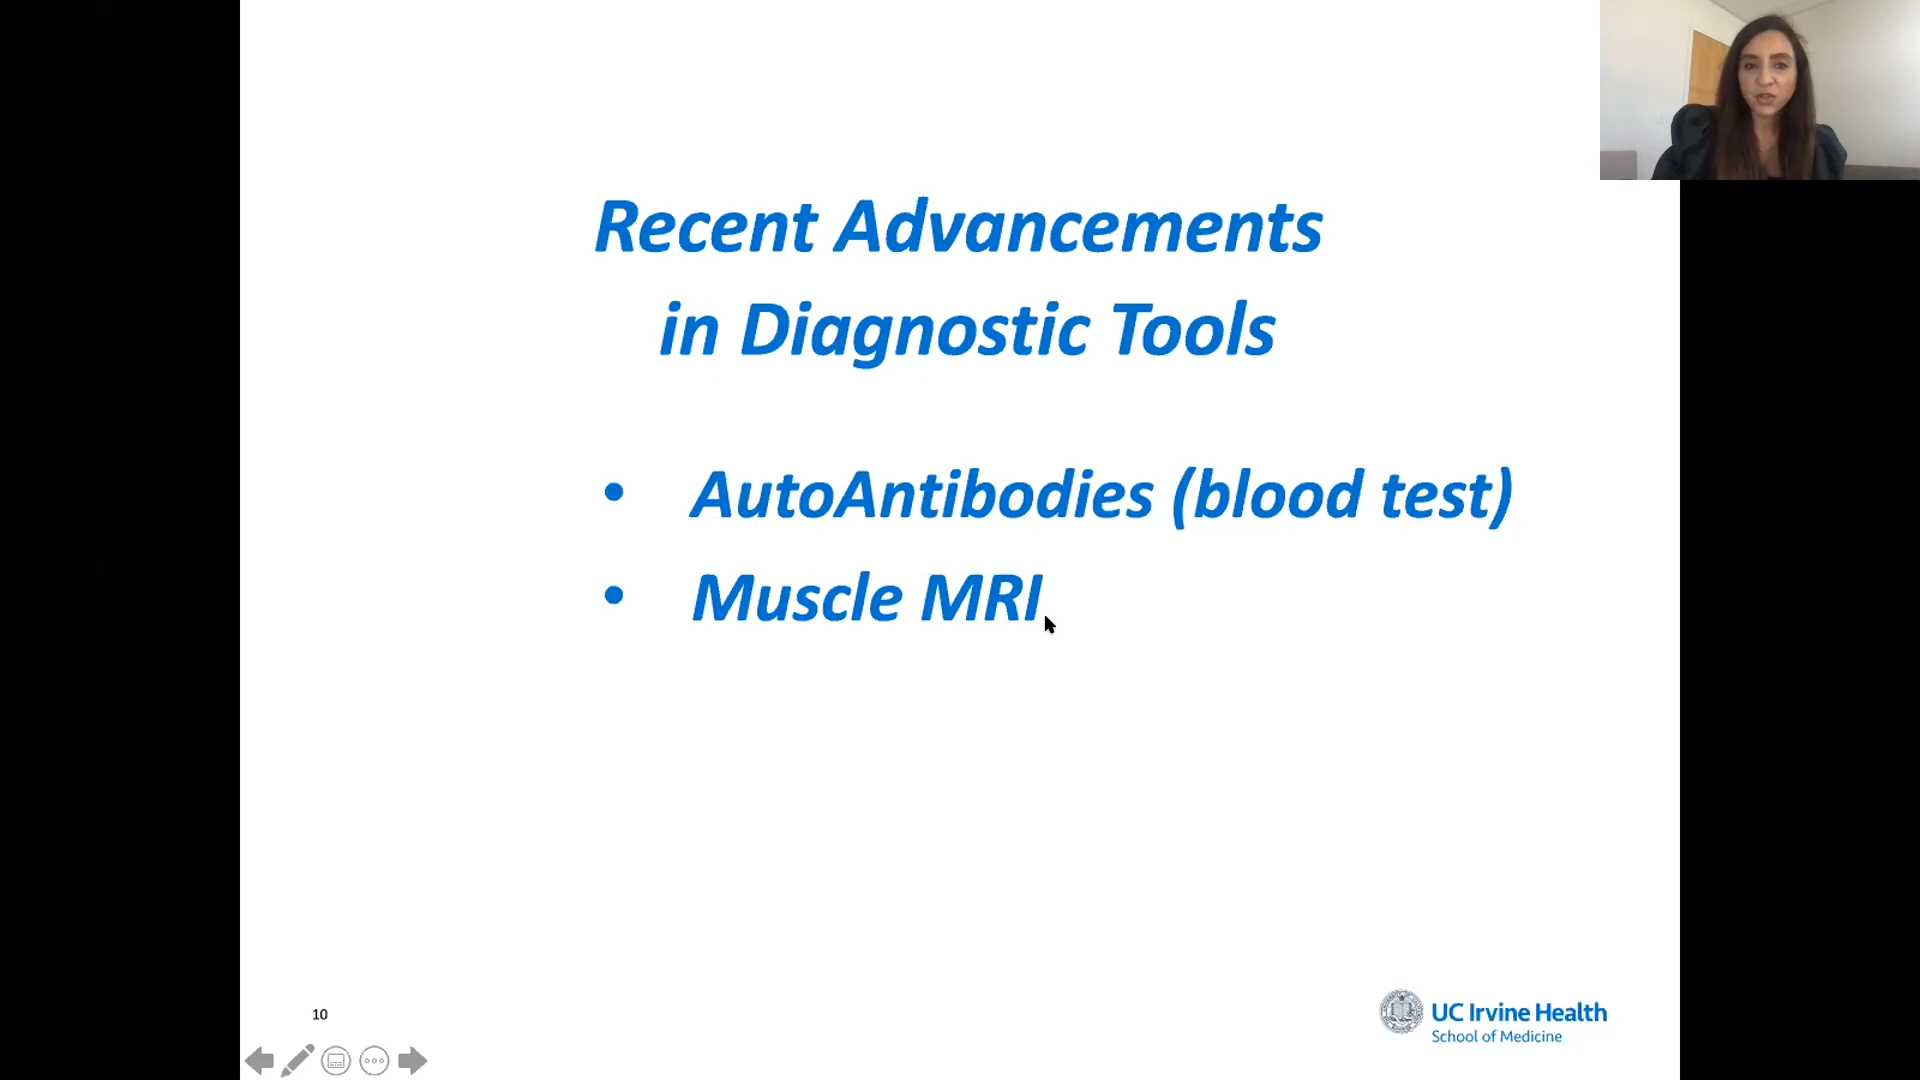 Recent Advancements
in Diagnostic Tools
• AutoAntibodies (blood test)
• Muscle MRI
10
UC Irvine Health
School of Medicine